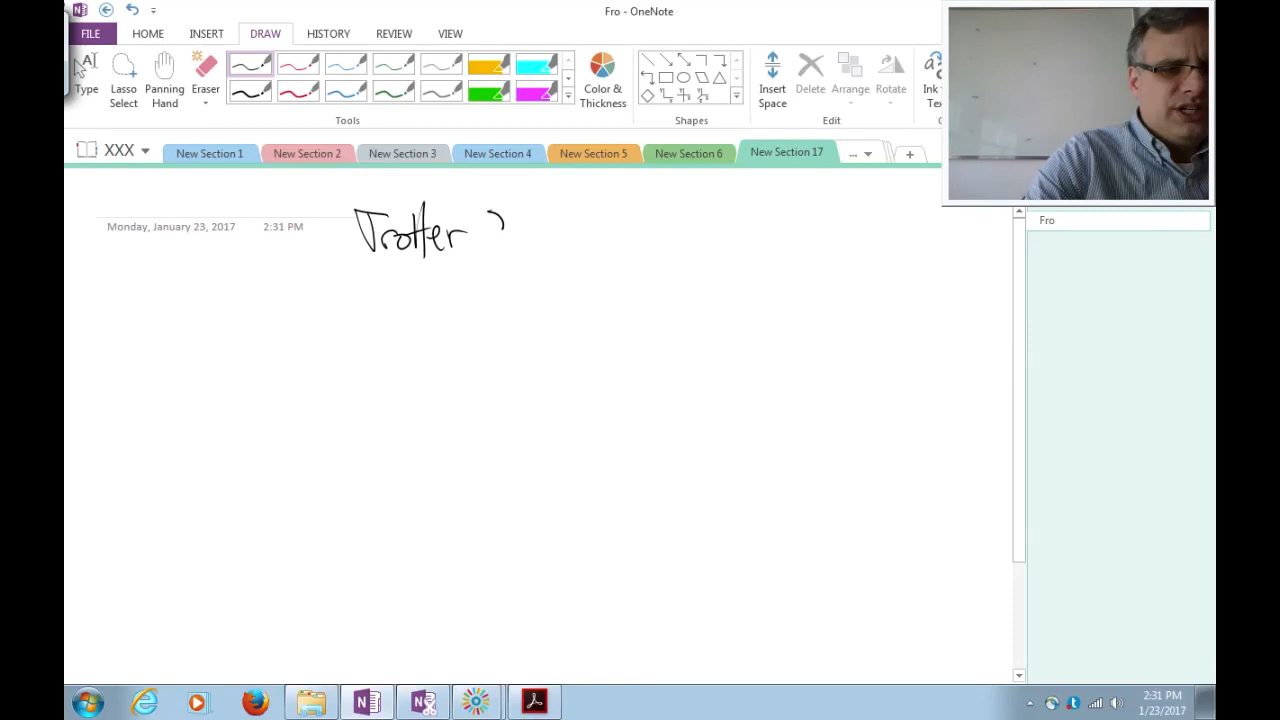 Fro - OneNote
FILE HOME INSERT DRAW HISTORY REVIEW VIEW
Type
Lasso Select
Panning Hand
Eraser
Color & Thickness
Insert Space
Delete
Arrange
Rotate
Ink to
Tools
Shapes
Edit
XXX
New Section 1
New Section 2
New Section 3
New Section 4
New Section 5
New Section 6
New Section 17
...
Monday, January 23, 2017 2:31 PM
Trotter
Fro
2:31 PM
1/23/2017